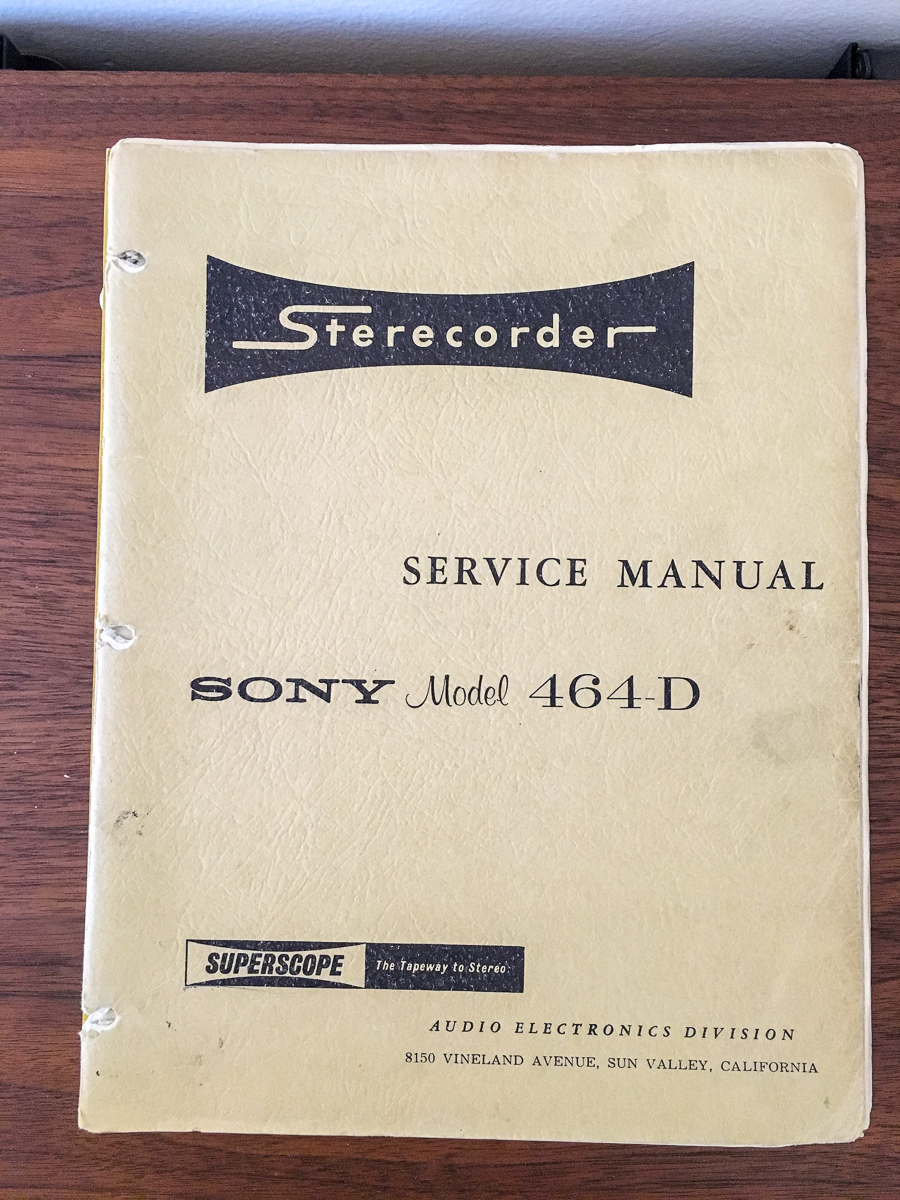 Sterecorder
SERVICE MANUAL
SONY Model 464-D
SUPERSCOPE The Tapeway to Stereo
AUDIO ELECTRONICS DIVISION
8150 VINELAND AVENUE, SUN VALLEY, CALIFORNIA